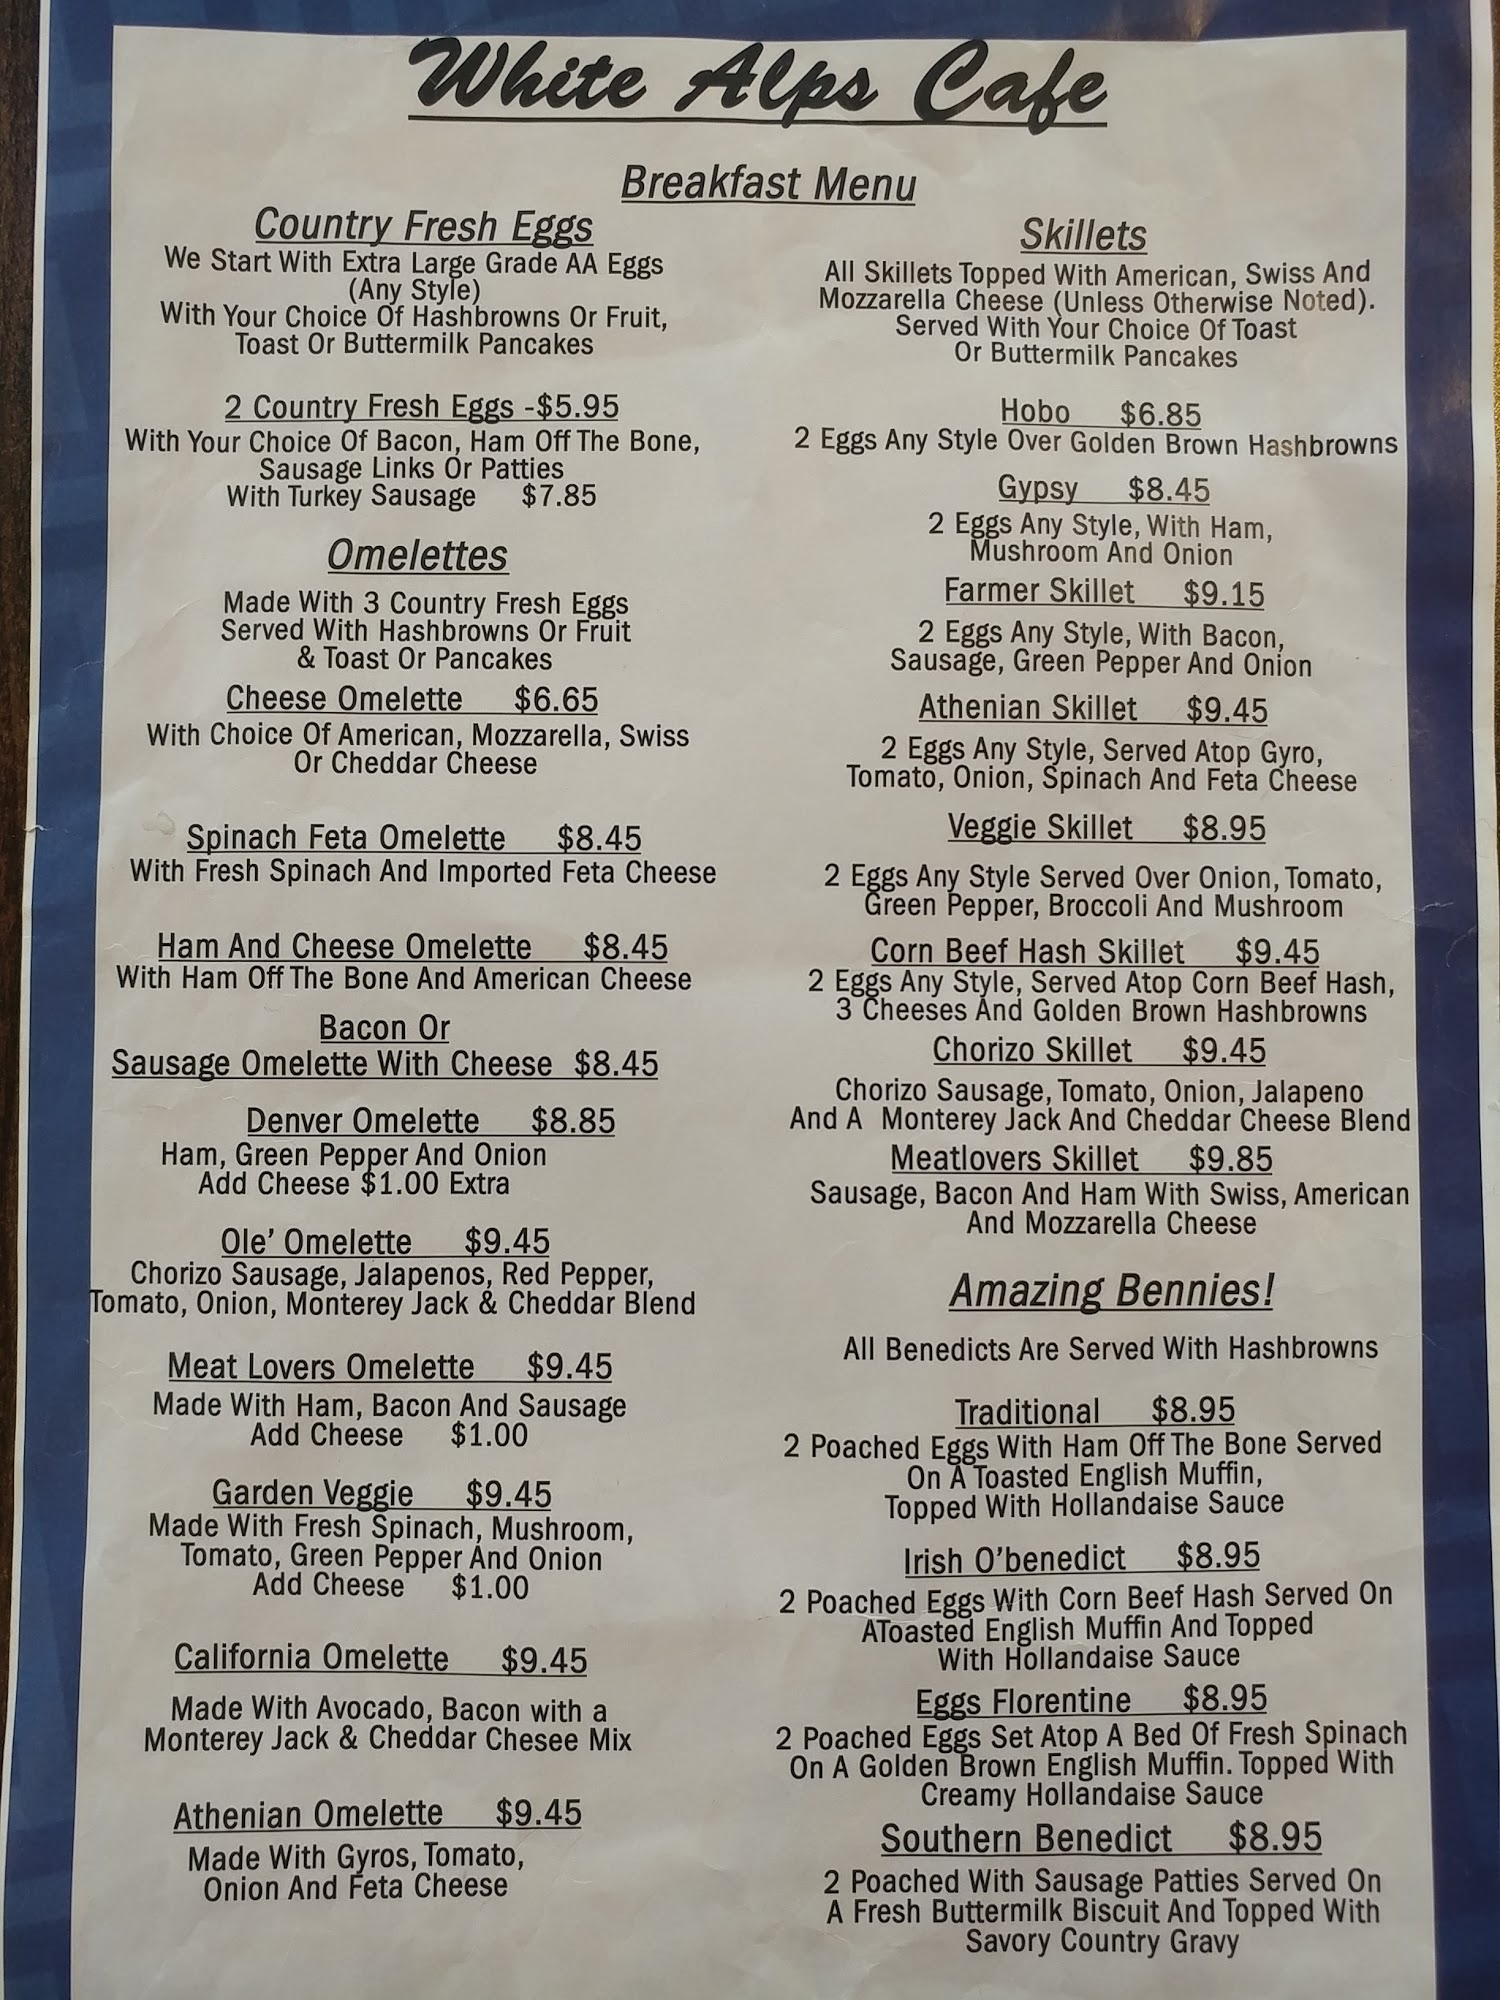 White Alps Cafe
Breakfast Menu
Country Fresh Eggs
We Start With Extra Large Grade AA Eggs
(Any Style)
With Your Choice Of Hashbrowns Or Fruit,
Toast Or Buttermilk Pancakes
2 Country Fresh Eggs -$5.95
With Your Choice Of Bacon, Ham Off The Bone,
Sausage Links Or Patties
With Turkey Sausage $7.85
Omelettes
Made With 3 Country Fresh Eggs
Served With Hashbrowns Or Fruit
& Toast Or Pancakes
Cheese Omelette $6.65
With Choice Of American, Mozzarella, Swiss
Or Cheddar Cheese
Spinach Feta Omelette $8.45
With Fresh Spinach And Imported Feta Cheese
Ham And Cheese Omelette $8.45
With Ham Off The Bone And American Cheese
Bacon Or
Sausage Omelette With Cheese $8.45
Denver Omelette $8.85
Ham, Green Pepper And Onion
Add Cheese $1.00 Extra
Ole' Omelette $9.45
Chorizo Sausage, Jalapenos, Red Pepper,
Tomato, Onion, Monterey Jack & Cheddar Blend
Meat Lovers Omelette $9.45
Made With Ham, Bacon And Sausage
Add Cheese $1.00
Garden Veggie $9.45
Made With Fresh Spinach, Mushroom,
Tomato, Green Pepper And Onion
Add Cheese $1.00
California Omelette $9.45
Made With Avocado, Bacon with a
Monterey Jack & Cheddar Chesee Mix
Athenian Omelette $9.45
Made With Gyros, Tomato,
Onion And Feta Cheese
Skillets
All Skillets Topped With American, Swiss And
Mozzarella Cheese (Unless Otherwise Noted).
Served With Your Choice Of Toast
Or Buttermilk Pancakes
Hobo $6.85
2 Eggs Any Style Over Golden Brown Hashbrowns
Gypsy $8.45
2 Eggs Any Style, With Ham,
Mushroom And Onion
Farmer Skillet $9.15
2 Eggs Any Style, With Bacon,
Sausage, Green Pepper And Onion
Athenian Skillet $9.45
2 Eggs Any Style, Served Atop Gyro,
Tomato, Onion, Spinach And Feta Cheese
Veggie Skillet $8.95
2 Eggs Any Style Served Over Onion, Tomato,
Green Pepper, Broccoli And Mushroom
Corn Beef Hash Skillet $9.45
2 Eggs Any Style, Served Atop Corn Beef Hash,
3 Cheeses And Golden Brown Hashbrowns
Chorizo Skillet $9.45
Chorizo Sausage, Tomato, Onion, Jalapeno
And A Monterey Jack And Cheddar Cheese Blend
Meatlovers Skillet $9.85
Sausage, Bacon And Ham With Swiss, American
And Mozzarella Cheese
Amazing Bennies!
All Benedicts Are Served With Hashbrowns
Traditional $8.95
2 Poached Eggs With Ham Off The Bone Served
On A Toasted English Muffin,
Topped With Hollandaise Sauce
Irish O'benedict $8.95
2 Poached Eggs With Corn Beef Hash Served On
AToasted English Muffin And Topped
With Hollandaise Sauce
Eggs Florentine $8.95
2 Poached Eggs Set Atop A Bed Of Fresh Spinach
On A Golden Brown English Muffin. Topped With
Creamy Hollandaise Sauce
Southern Benedict $8.95
2 Poached With Sausage Patties Served On
A Fresh Buttermilk Biscuit And Topped With
Savory Country Gravy